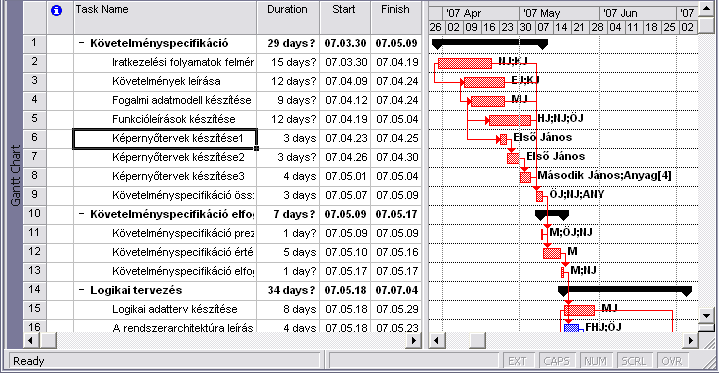 Task Name Duration Start Finish '07 Apr '07 May '07 Jun '07
26 02 09 16 23 30 07 14 21 28 04 11 18 25 02
1 − Követelményspecifikáció 29 days? 07.03.30 07.05.09
2 Iratkezelési folyamatok felmér 15 days? 07.03.30 07.04.19 NJ;KJ
3 Követelmények leírása 12 days? 07.04.09 07.04.24 EJ;KJ
4 Fogalmi adatmodell készítése 9 days? 07.04.12 07.04.24 MJ
5 Funkcióleírások készítése 12 days? 07.04.19 07.05.04 HJ;NJ;ÖJ
6 Képernyőtervek készítése1 3 days 07.04.23 07.04.25 Első János
7 Képernyőtervek készítése2 3 days? 07.04.26 07.04.30 Első János
8 Képernyőtervek készítése3 4 days 07.05.01 07.05.04 Második János;Anyag[4]
9 Követelményspecifikáció össz 3 days 07.05.07 07.05.09 ÖJ;NJ;ANY
10 − Követelményspecifikáció elfog 7 days? 07.05.09 07.05.17
11 Követelményspecifikáció prez 1 day? 07.05.09 07.05.09 M;ÖJ;NJ
12 Követelményspecifikáció érté 5 days 07.05.10 07.05.16 M
13 Követelményspecifikáció elfo 1 day? 07.05.17 07.05.17 M;NJ
14 − Logikai tervezés 34 days? 07.05.18 07.07.04
15 Logikai adatterv készítése 8 days 07.05.18 07.05.29 MJ
16 A rendszerarchitektúra leírás 4 days 07.05.18 07.05.23 FHJ;ÖJ
Gantt Chart
Ready EXT CAPS NUM SCRL OVR